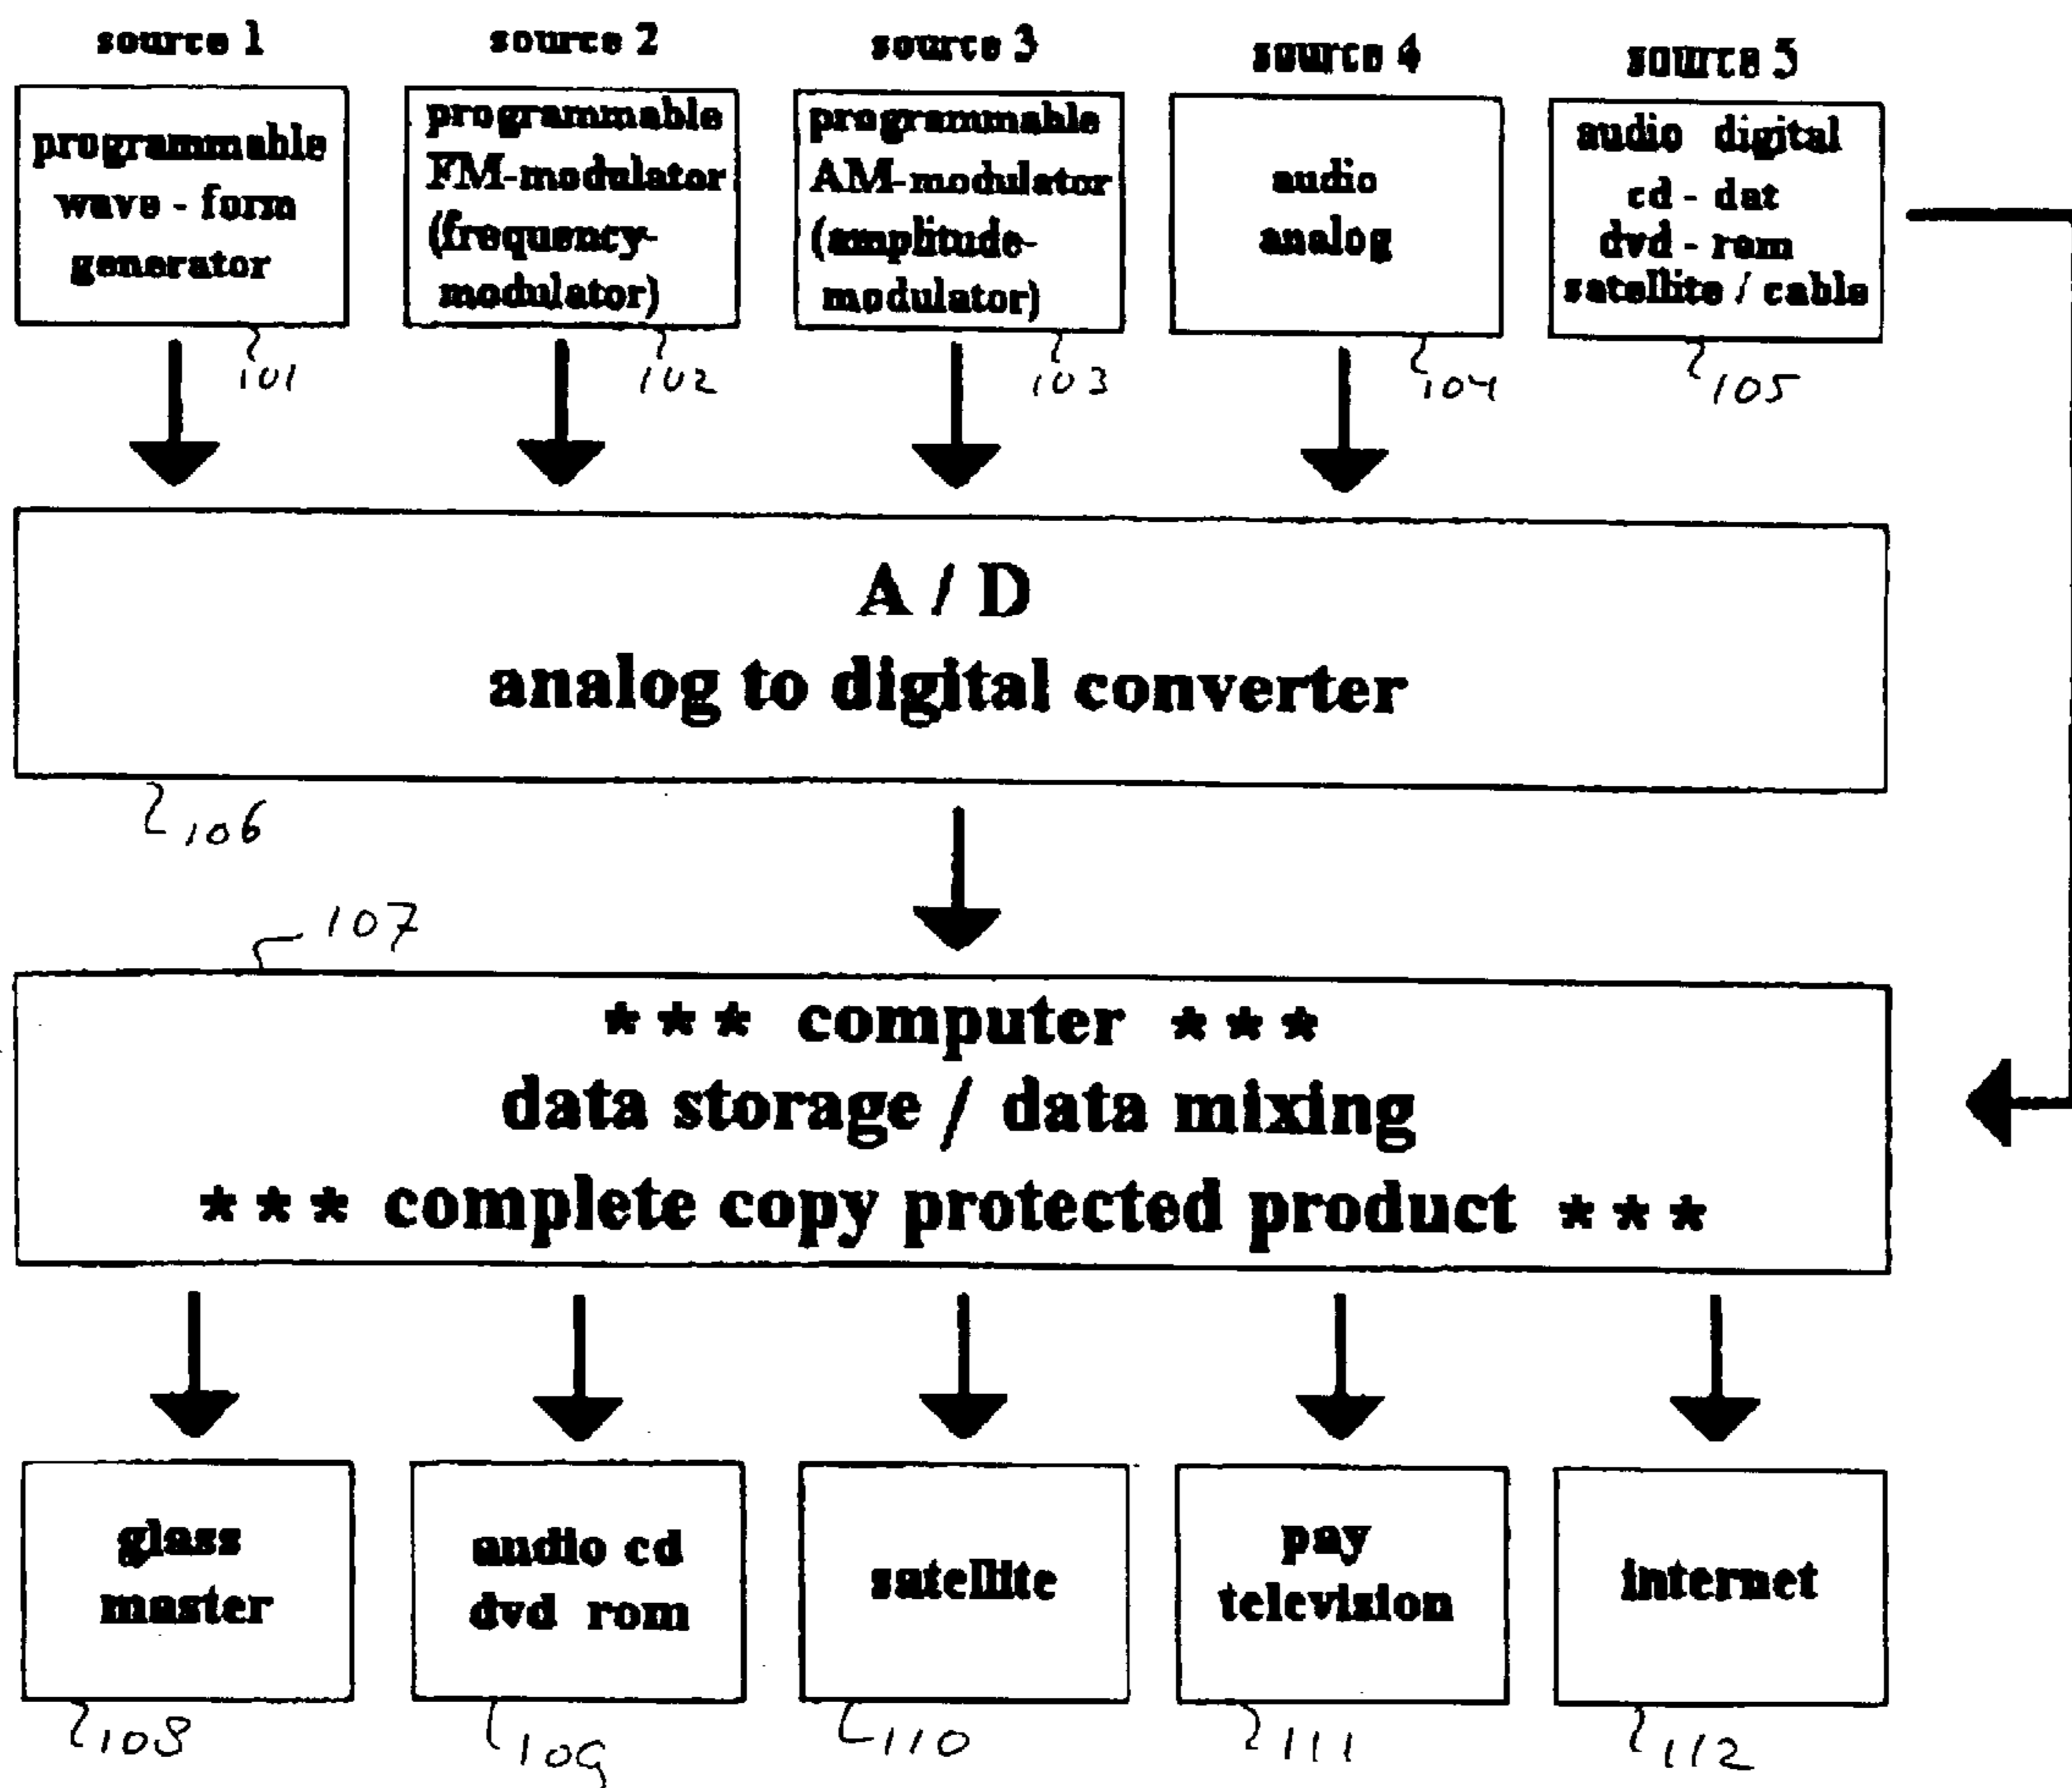 source 1
source 2
source 3
source 4
source 5
programmable
wave - form
generator
programmable
FM-modulator
(frequency-
modulator)
programmable
AM-modulator
(amplitude-
modulator)
audio
analog
audio digital
cd - dat
dvd - rom
satellite / cable
101
102
103
104
105
A / D
analog to digital converter
106
107
*** computer ***
data storage / data mixing
*** complete copy protected product ***
glass
master
audio cd
dvd rom
satellite
pay
television
internet
108
109
110
111
112